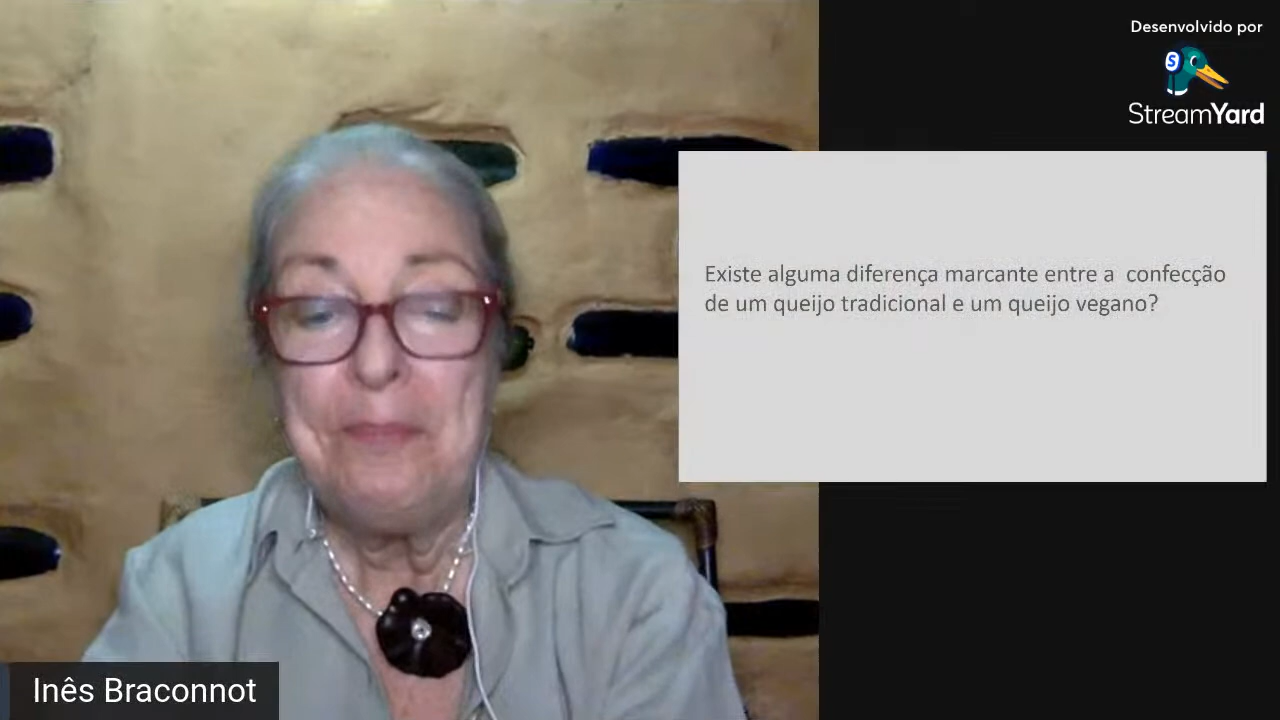 Desenvolvido por
StreamYard
Existe alguma diferença marcante entre a  confecção
de um queijo tradicional e um queijo vegano?
Inês Braconnot